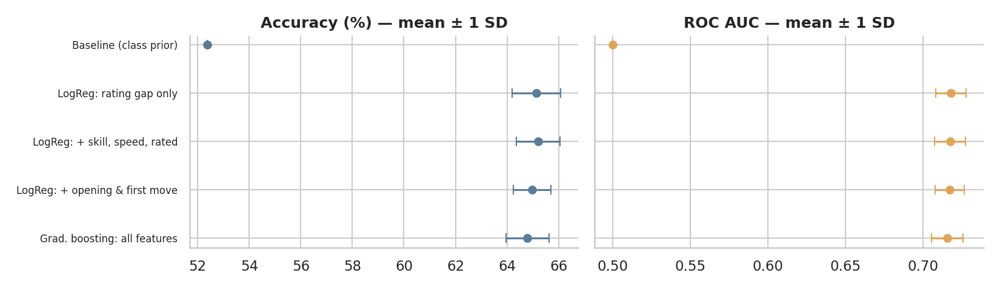 Accuracy (%) — mean ± 1 SD
ROC AUC — mean ± 1 SD
Baseline (class prior)
LogReg: rating gap only
LogReg: + skill, speed, rated
LogReg: + opening & first move
Grad. boosting: all features
52 54 56 58 60 62 64 66
0.50 0.55 0.60 0.65 0.70